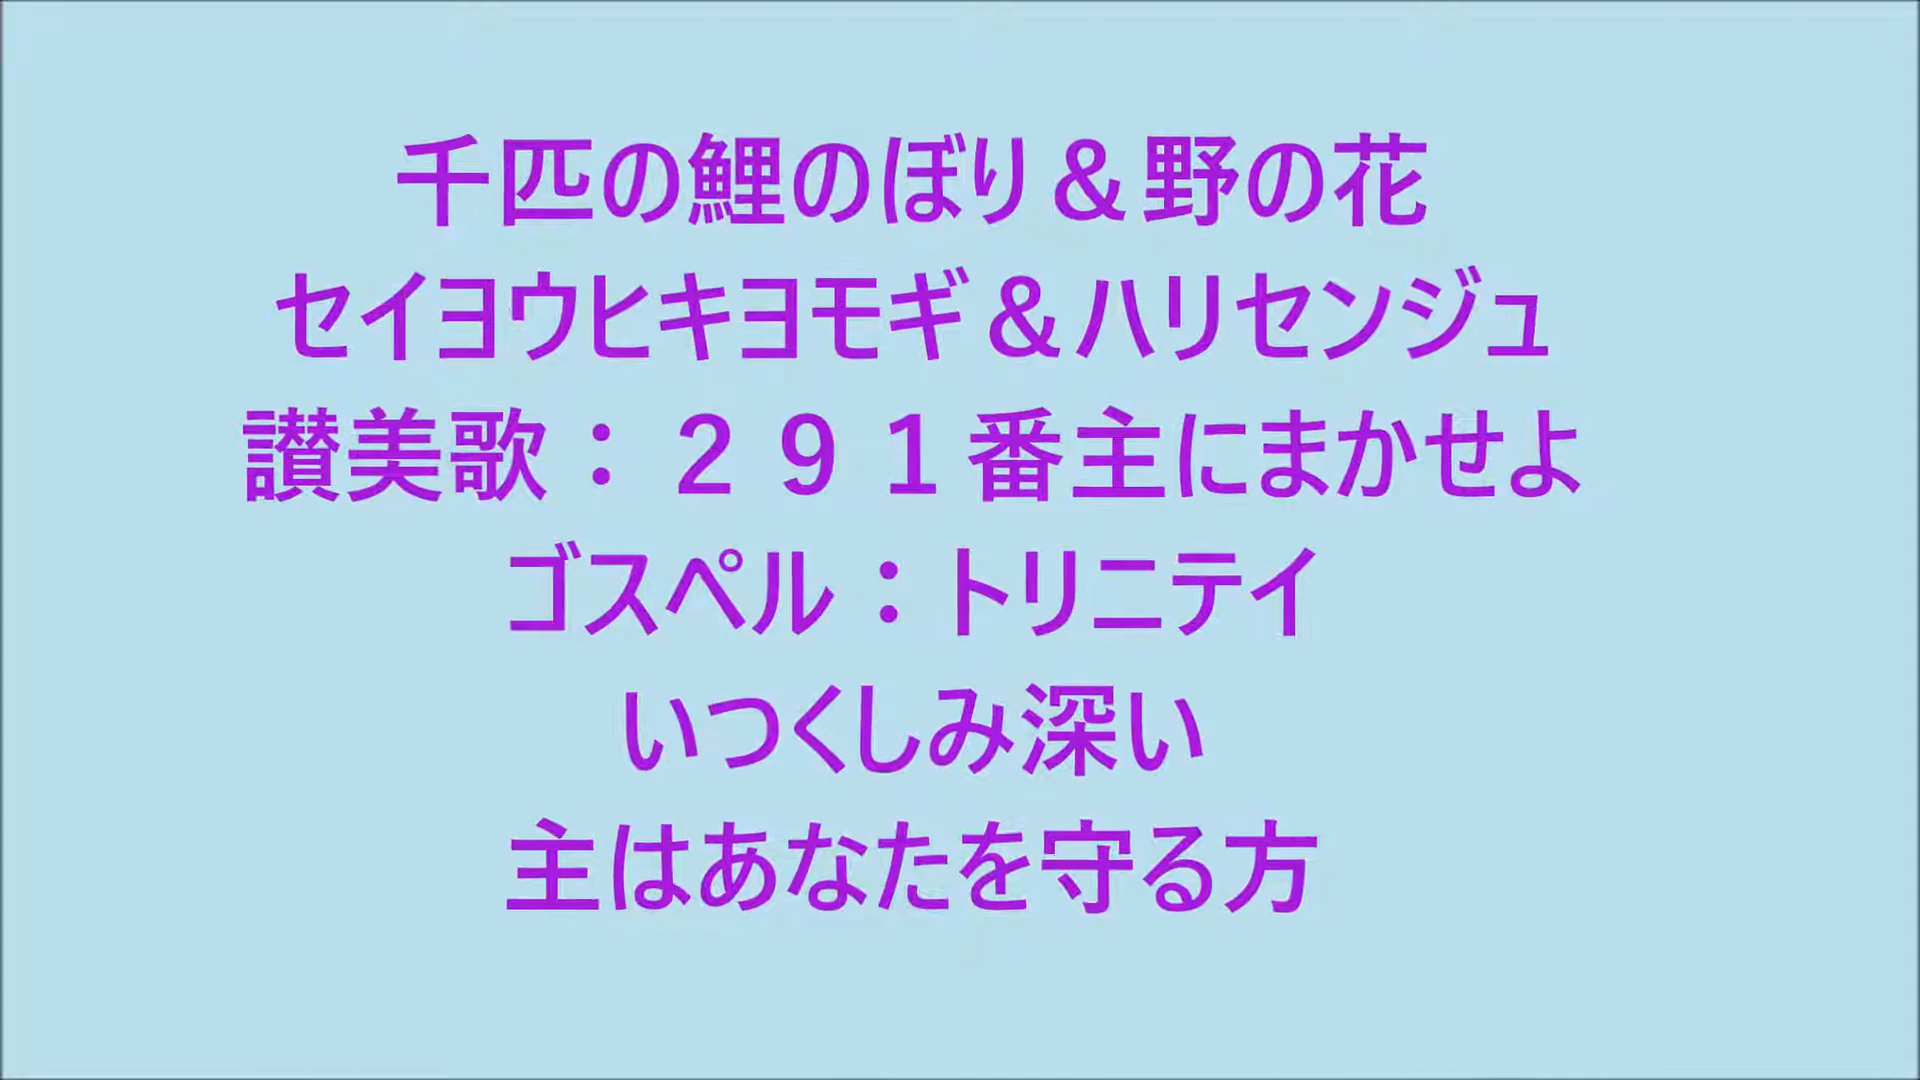 千匹の鯉のぼり＆野の花
セイヨウヒキヨモギ＆ハリセンジュ
讃美歌：２９１番主にまかせよ
ゴスペル：トリニテイ
いつくしみ深い
主はあなたを守る方